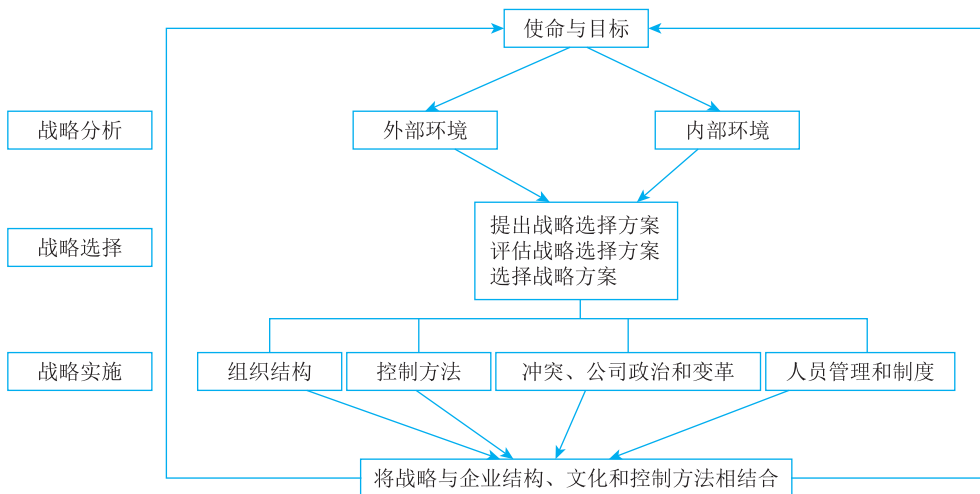 使命与目标
战略分析
外部环境
内部环境
战略选择
提出战略选择方案
评估战略选择方案
选择战略方案
战略实施
组织结构
控制方法
冲突、公司政治和变革
人员管理和制度
将战略与企业结构、文化和控制方法相结合